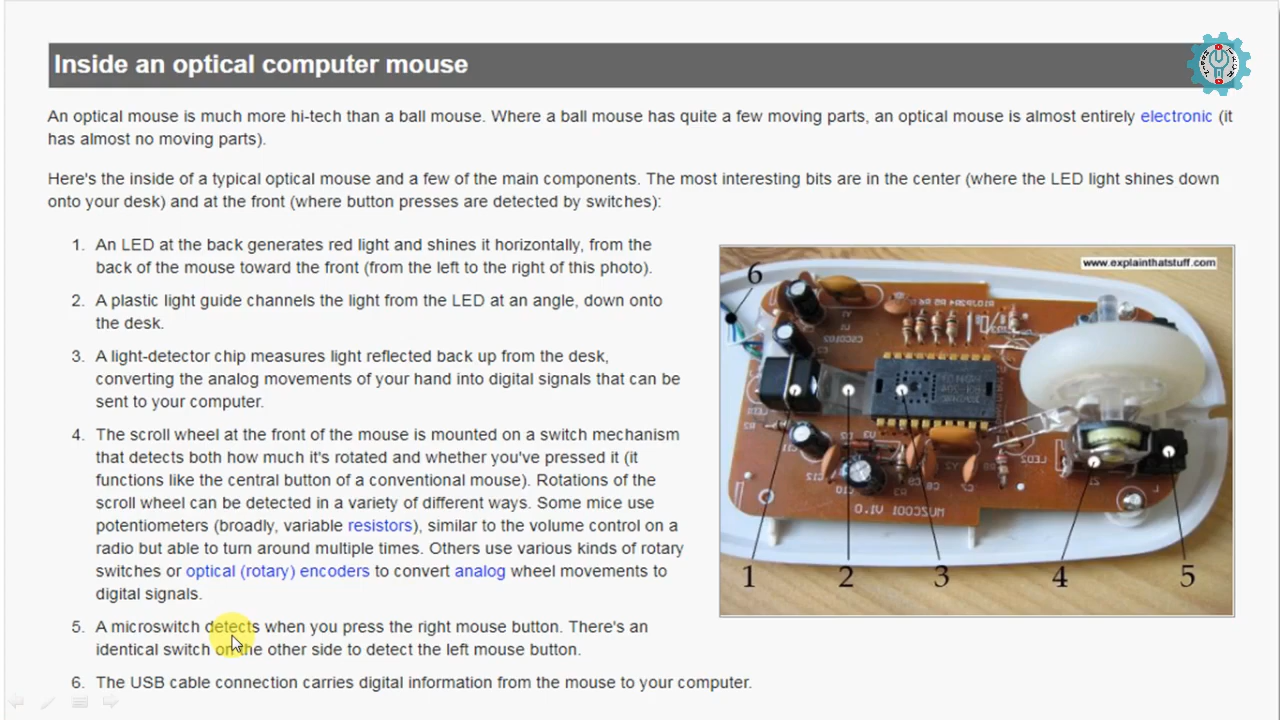 Inside an optical computer mouse
An optical mouse is much more hi-tech than a ball mouse. Where a ball mouse has quite a few moving parts, an optical mouse is almost entirely electronic (it
has almost no moving parts).
Here's the inside of a typical optical mouse and a few of the main components. The most interesting bits are in the center (where the LED light shines down
onto your desk) and at the front (where button presses are detected by switches):
1. An LED at the back generates red light and shines it horizontally, from the
back of the mouse toward the front (from the left to the right of this photo).
2. A plastic light guide channels the light from the LED at an angle, down onto
the desk.
3. A light-detector chip measures light reflected back up from the desk,
converting the analog movements of your hand into digital signals that can be
sent to your computer.
4. The scroll wheel at the front of the mouse is mounted on a switch mechanism
that detects both how much it's rotated and whether you've pressed it (it
functions like the central button of a conventional mouse). Rotations of the
scroll wheel can be detected in a variety of different ways. Some mice use
potentiometers (broadly, variable resistors), similar to the volume control on a
radio but able to turn around multiple times. Others use various kinds of rotary
switches or optical (rotary) encoders to convert analog wheel movements to
digital signals.
5. A microswitch detects when you press the right mouse button. There's an
identical switch on the other side to detect the left mouse button.
6. The USB cable connection carries digital information from the mouse to your computer.
www.explainthatstuff.com
6
1 2 3 4 5